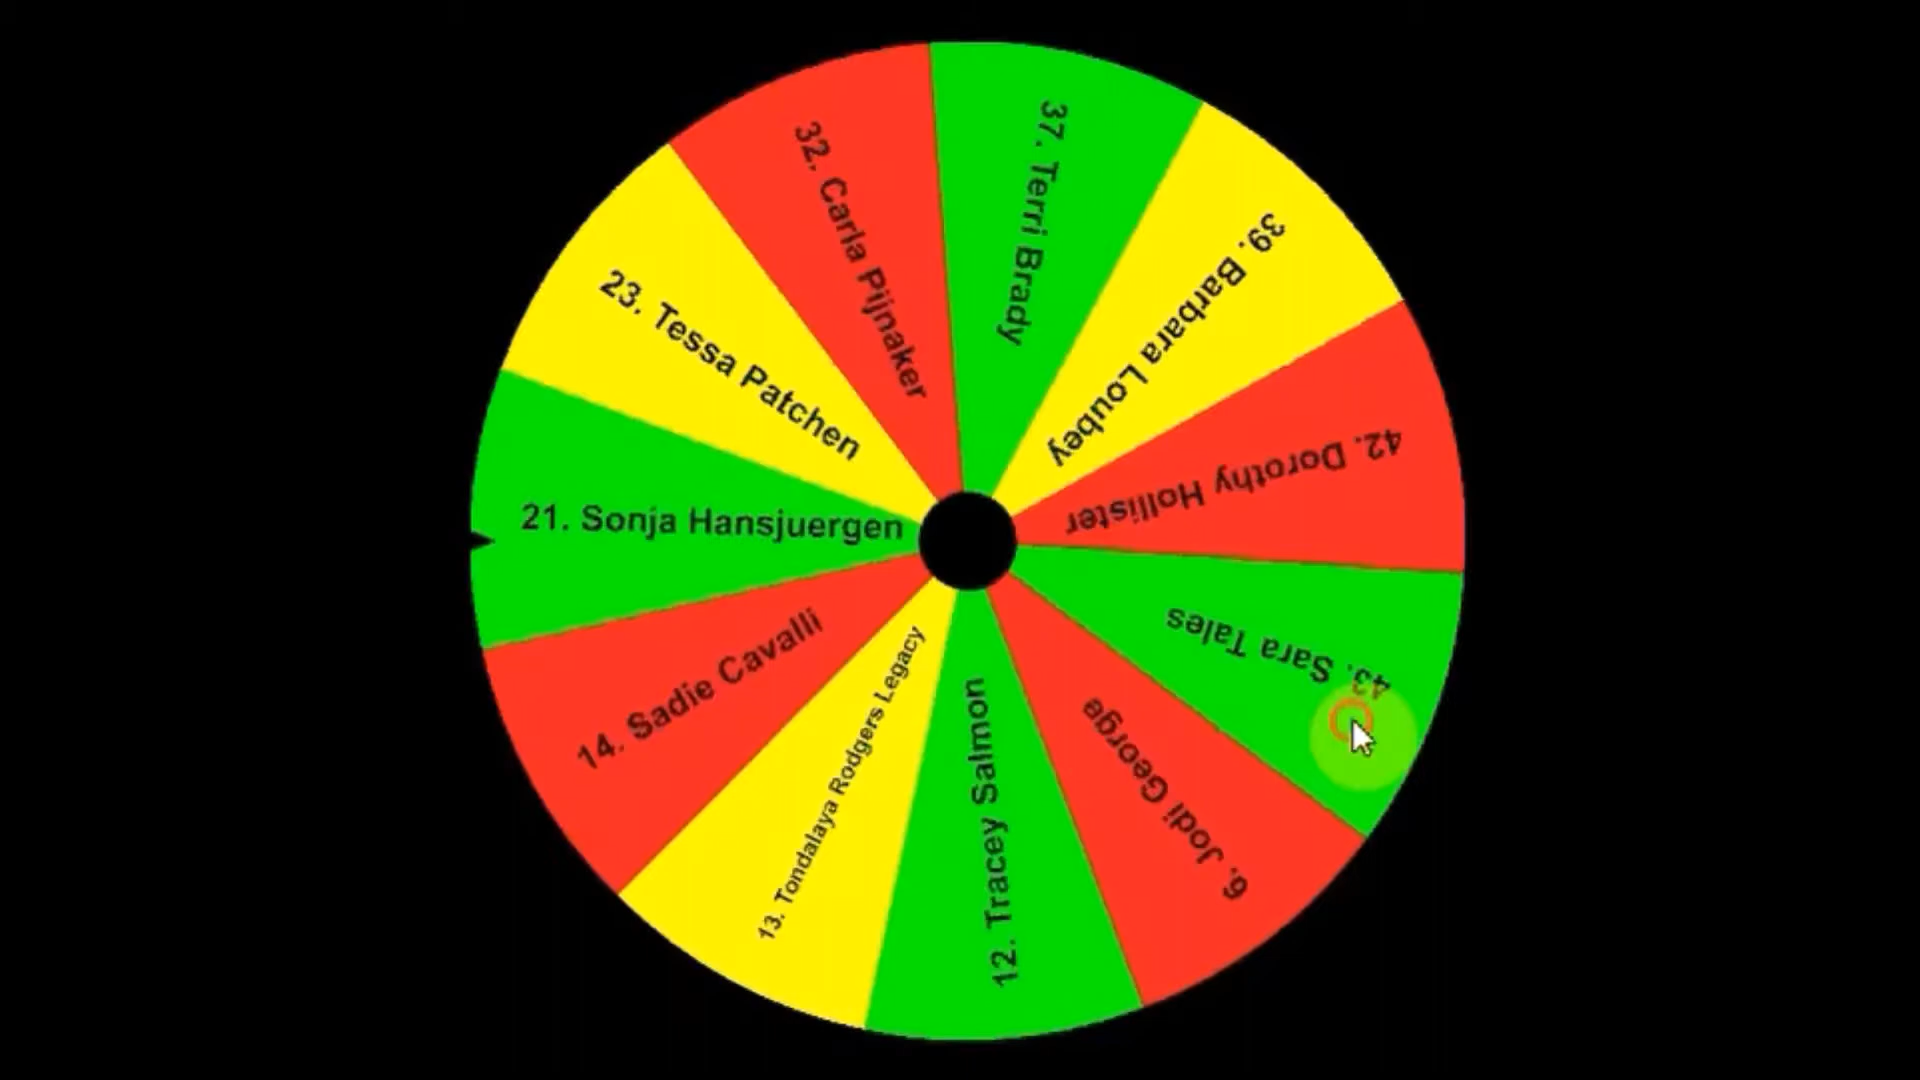 37. Terri Brady
39. Barbara Loubey
42. Dorothy Hollister
43. Sara Tales
6. Jodi George
12. Tracey Salmon
13. Tondalaya Rodgers Legacy
14. Sadie Cavalli
21. Sonja Hansjuergen
23. Tessa Patchen
32. Carla Pijnaker